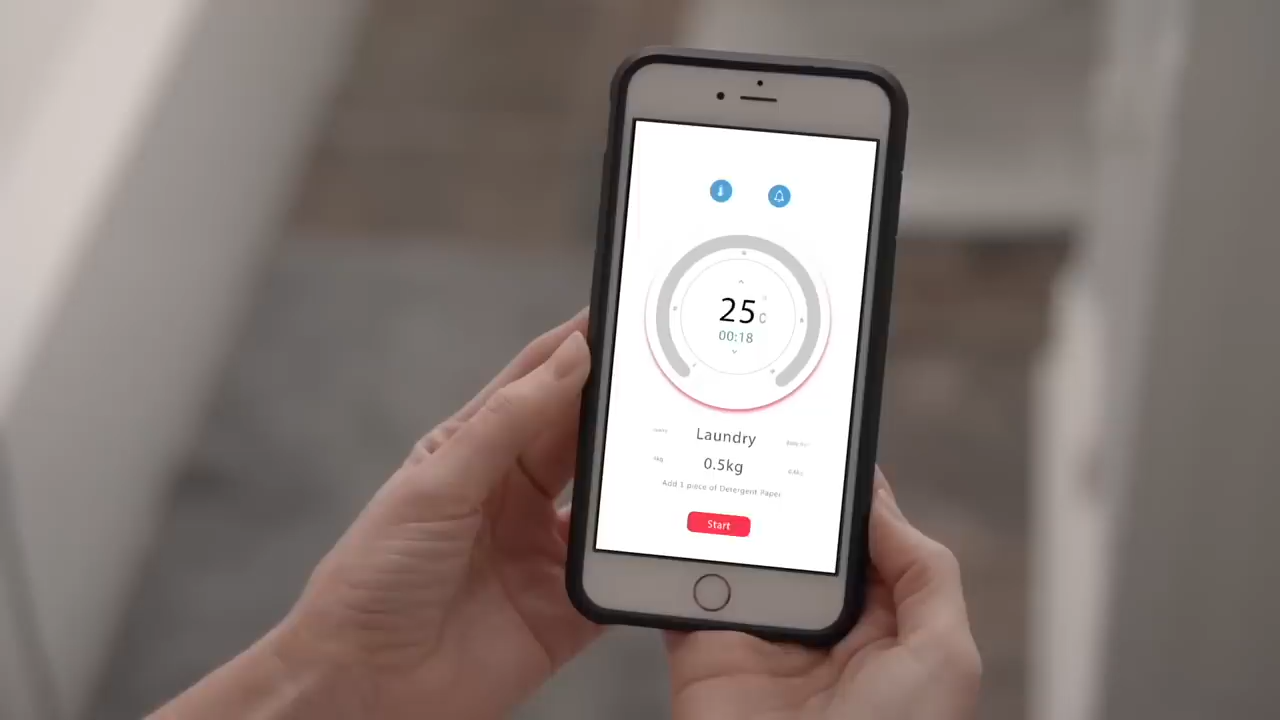 25 °C
00:18
Laundry
0.5kg
Add 1 piece of Detergent Paper
Start